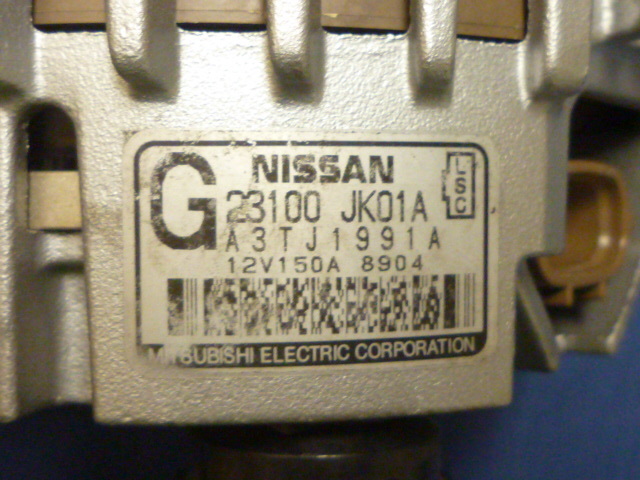 G
NISSAN
LSC
23100 JK01A
A3TJ1991A
12V150A 8904
MITSUBISHI ELECTRIC CORPORATION